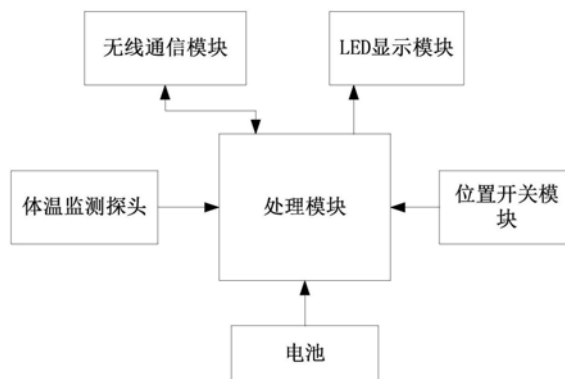 无线通信模块
LED显示模块
体温监测探头
处理模块
位置开关模
块
电池